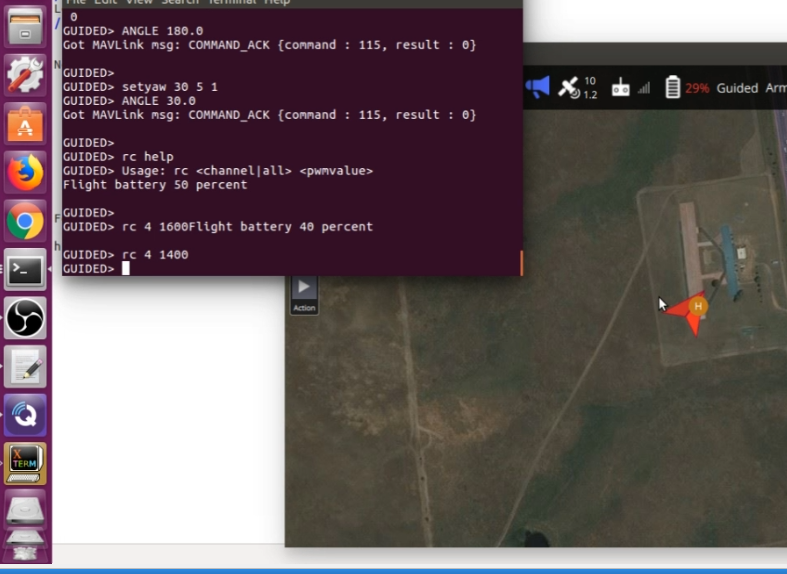 File Edit View Search Terminal Help
0
GUIDED> ANGLE 180.0
Got MAVLink msg: COMMAND_ACK {command : 115, result : 0}
GUIDED>
GUIDED> setyaw 30 5 1
GUIDED> ANGLE 30.0
Got MAVLink msg: COMMAND_ACK {command : 115, result : 0}
GUIDED>
GUIDED> rc help
GUIDED> Usage: rc <channel|all> <pwmvalue>
Flight battery 50 percent
GUIDED>
GUIDED> rc 4 1600Flight battery 40 percent
GUIDED> rc 4 1400
GUIDED>
10
1.2
29% Guided Arm
Action
H
X
TERM